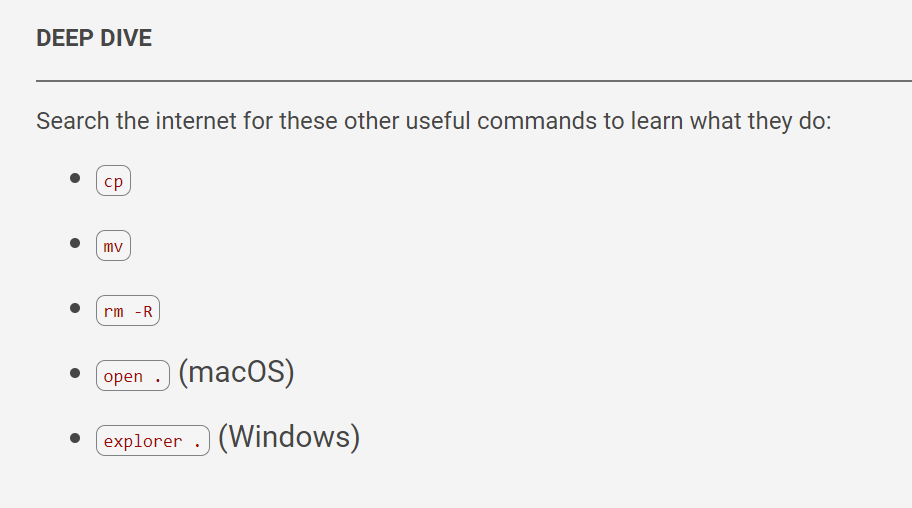 DEEP DIVE
Search the internet for these other useful commands to learn what they do:
cp
mv
rm -R
open . (macOS)
explorer . (Windows)